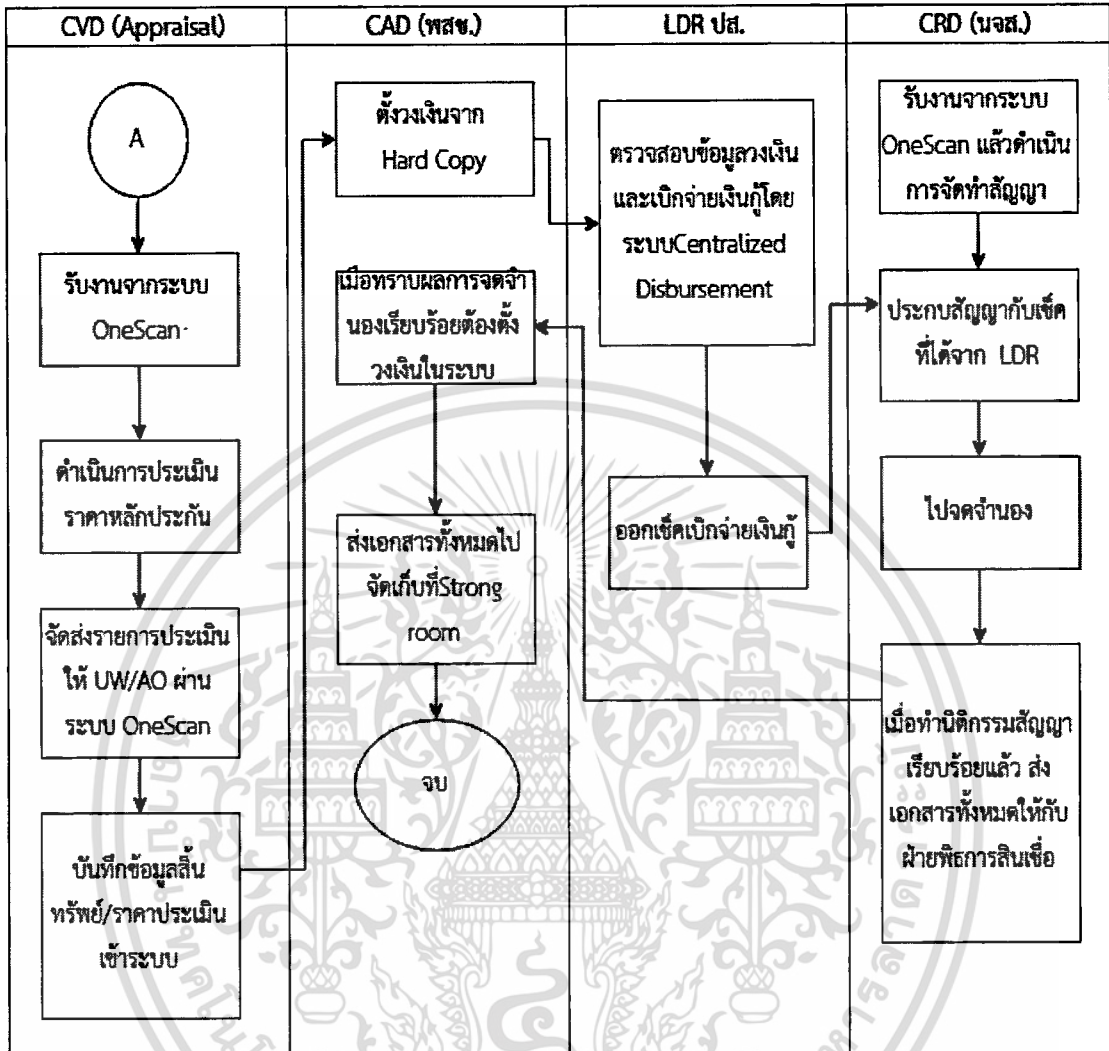 CVD (Appraisal)
CAD (พสช.)
LDR ปส.
CRD (นจส.)
A
รับงานจากระบบ
OneScan
ดำเนินการประเมิน
ราคาหลักประกัน
จัดส่งรายการประเมิน
ให้ UW/AO ผ่าน
ระบบ OneScan
บันทึกข้อมูลสิน
ทรัพย์/ราคาประเมิน
เข้าระบบ
ตั้งวงเงินจาก
Hard Copy
เมื่อทราบผลการจดจำ
นองเรียบร้อยต้องตั้ง
วงเงินในระบบ
ส่งเอกสารทั้งหมดไป
จัดเก็บที่Strong
room
จบ
ตรวจสอบข้อมูลวงเงิน
และเบิกจ่ายเงินกู้โดย
ระบบCentralized
Disbursement
ออกเช็คเบิกจ่ายเงินกู้
รับงานจากระบบ
OneScan แล้วดำเนิน
การจัดทำสัญญา
ประกบสัญญากับเช็ค
ที่ได้จาก LDR
ไปจดจำนอง
เมื่อทำนิติกรรมสัญญา
เรียบร้อยแล้ว ส่ง
เอกสารทั้งหมดให้กับ
ฝ่ายพิธีการสินเชื่อ